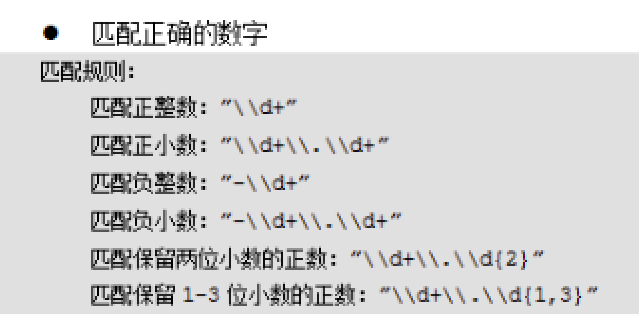 ● 匹配正确的数字
匹配规则：
匹配正整数："\\d+"
匹配正小数："\\d+\\.\\d+"
匹配负整数："-\\d+"
匹配负小数："-\\d+\\.\\d+"
匹配保留两位小数的正数："\\d+\\.\\d{2}"
匹配保留 1-3 位小数的正数："\\d+\\.\\d{1,3}"